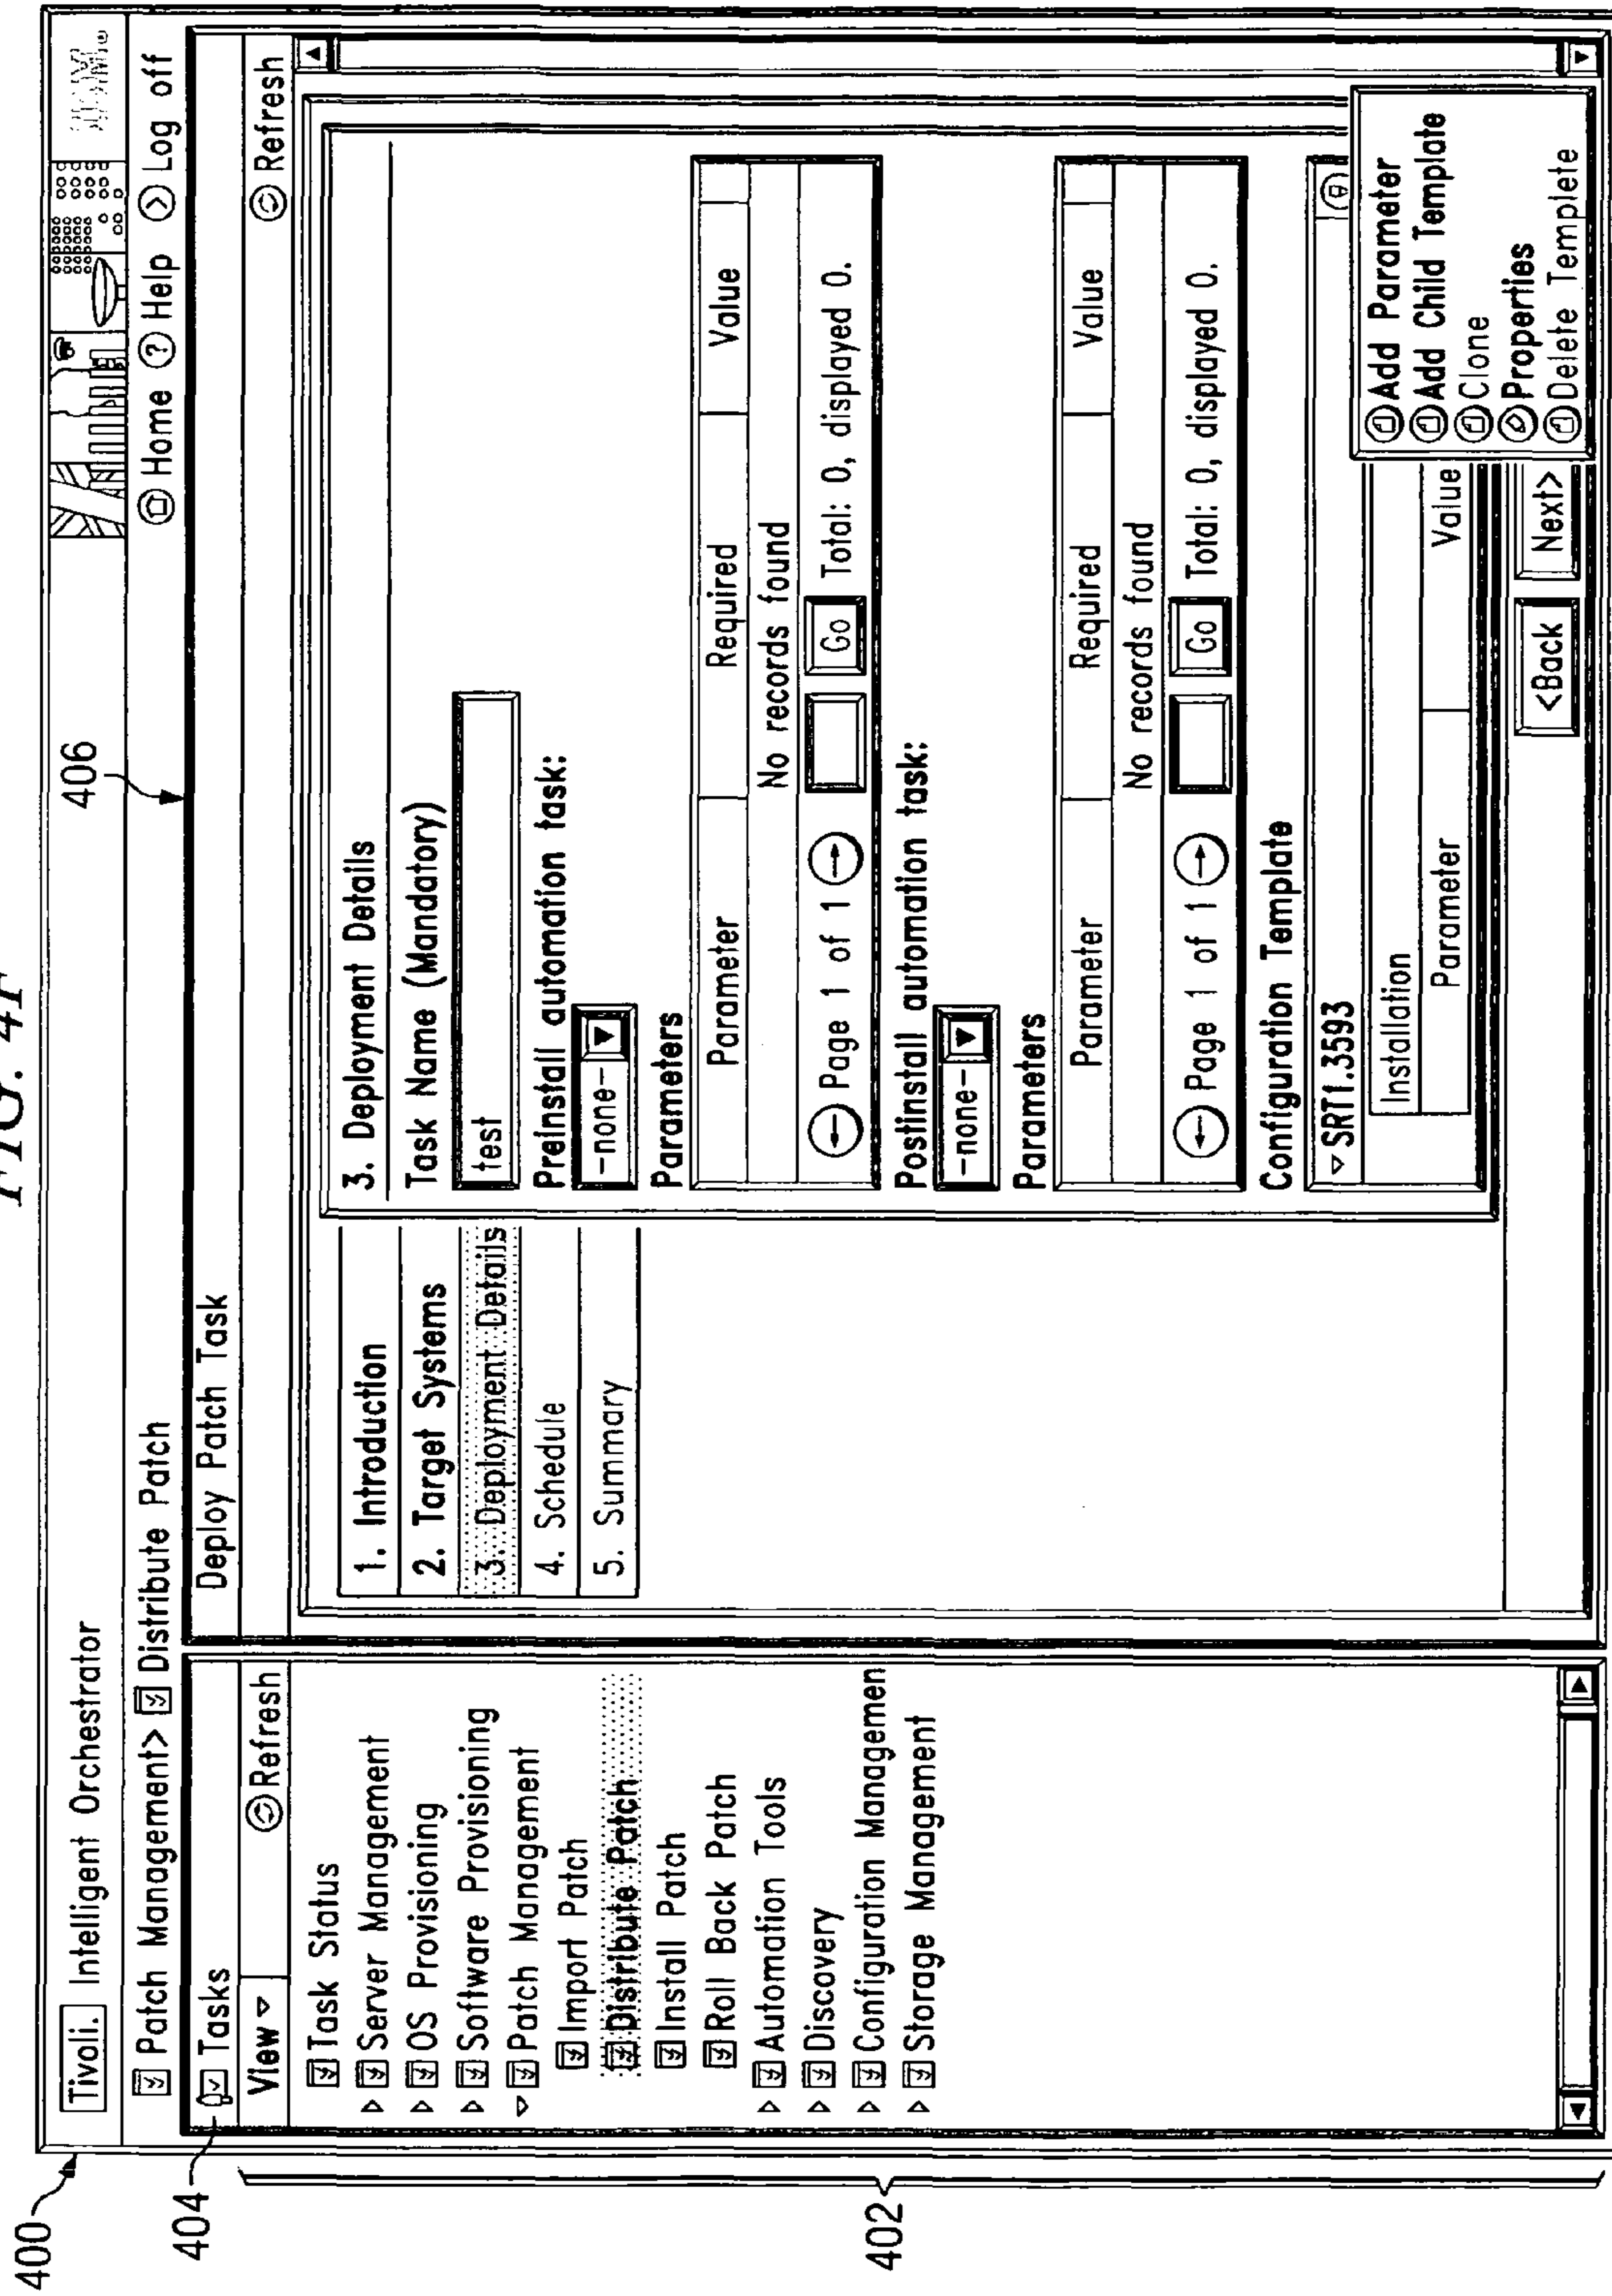 FIG. 4F
400
406
Tivoli. Intelligent Orchestrator
IBM®
Patch Management> Distribute Patch
Home Help Log off
404
Tasks
View Refresh
Task Status
Server Management
OS Provisioning
Software Provisioning
Patch Management
Import Patch
Distribute Patch
Install Patch
Roll Back Patch
Automation Tools
Discovery
Configuration Managemen
Storage Management
402
Deploy Patch Task
Refresh
1. Introduction
2. Target Systems
3. Deployment Details
4. Schedule
5. Summary
3. Deployment Details
Task Name (Mandatory)
test
Preinstall automation task:
-none-
Parameters
Parameter Required Value
No records found
Page 1 of 1 Go Total: 0, displayed 0.
Postinstall automation task:
-none-
Parameters
Parameter Required Value
No records found
Page 1 of 1 Go Total: 0, displayed 0.
Configuration Template
SRT1.3593
Installation
Parameter Value
Add Parameter
Add Child Template
Clone
Properties
Delete Templete
<Back Next>